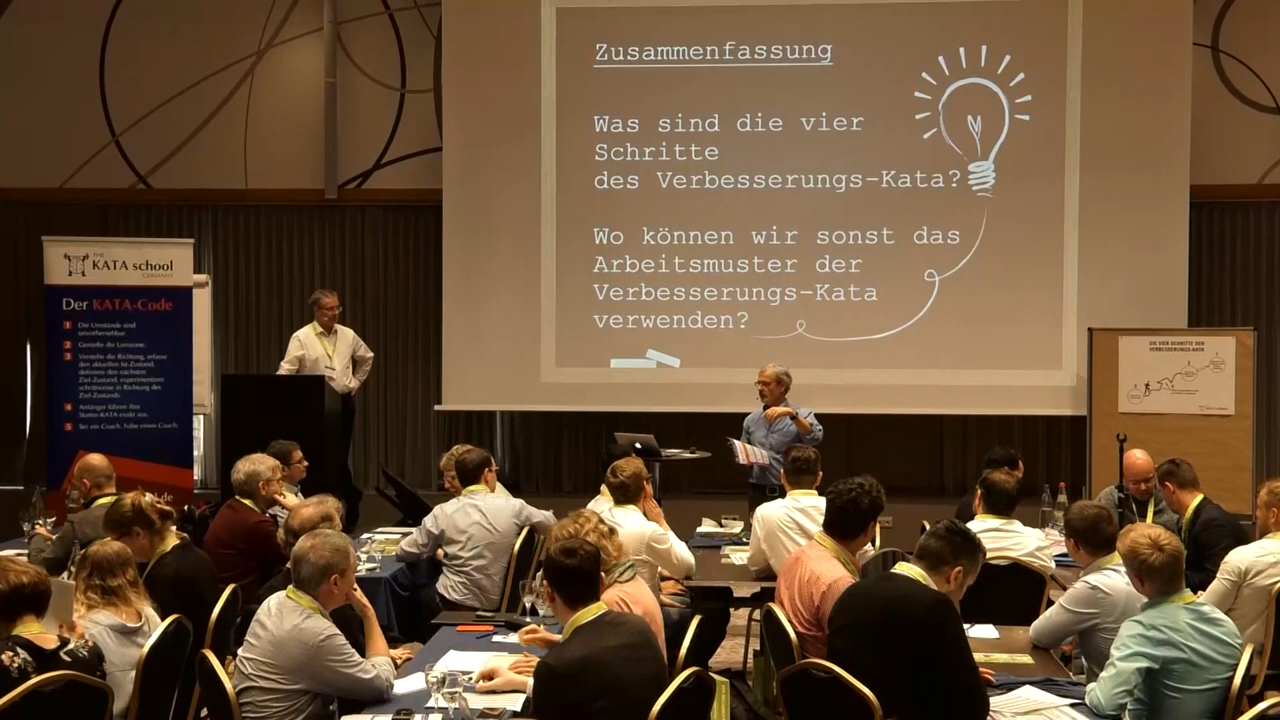 Zusammenfassung
Was sind die vier
Schritte
des Verbesserungs-Kata?
Wo können wir sonst das
Arbeitsmuster der
Verbesserungs-Kata
verwenden?
THE
KATA school
GERMANY
Der KATA-Code
1 Die Umstände sind
unvorhersehbar.
2 Genieße die Lernzone.
3 Verstehe die Richtung, erfasse
den aktuellen Ist-Zustand,
definiere den nächsten
Ziel-Zustand, experimentiere
schrittweise in Richtung des
Ziel-Zustands.
4 Anfänger führen ihre
Starter-KATA exakt aus.
5 Sei ein Coach, habe einen Coach.
DIE VIER SCHRITTE DER
VERBESSERUNGS-KATA